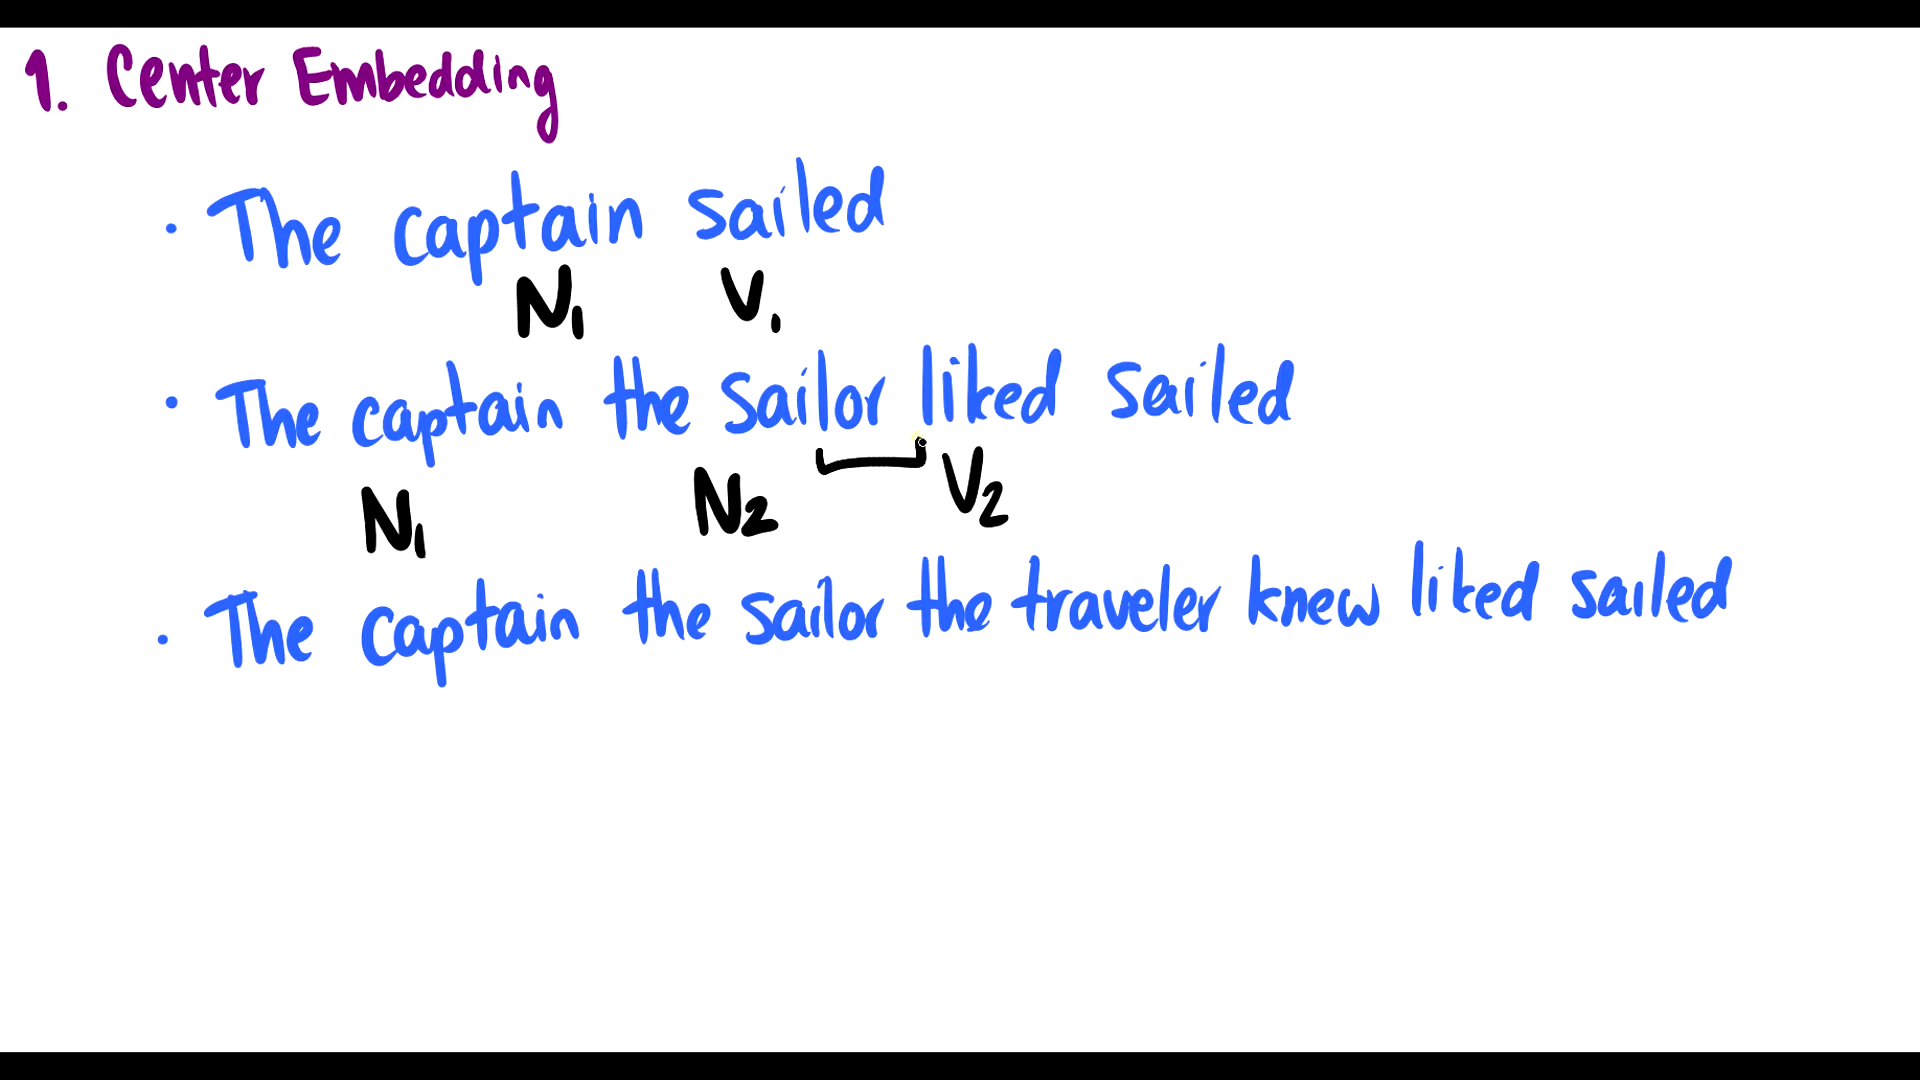 1. Center Embedding
· The captain sailed
N1 V1
· The captain the sailor liked sailed
N1 N2 V2
· The captain the sailor the traveler knew liked sailed